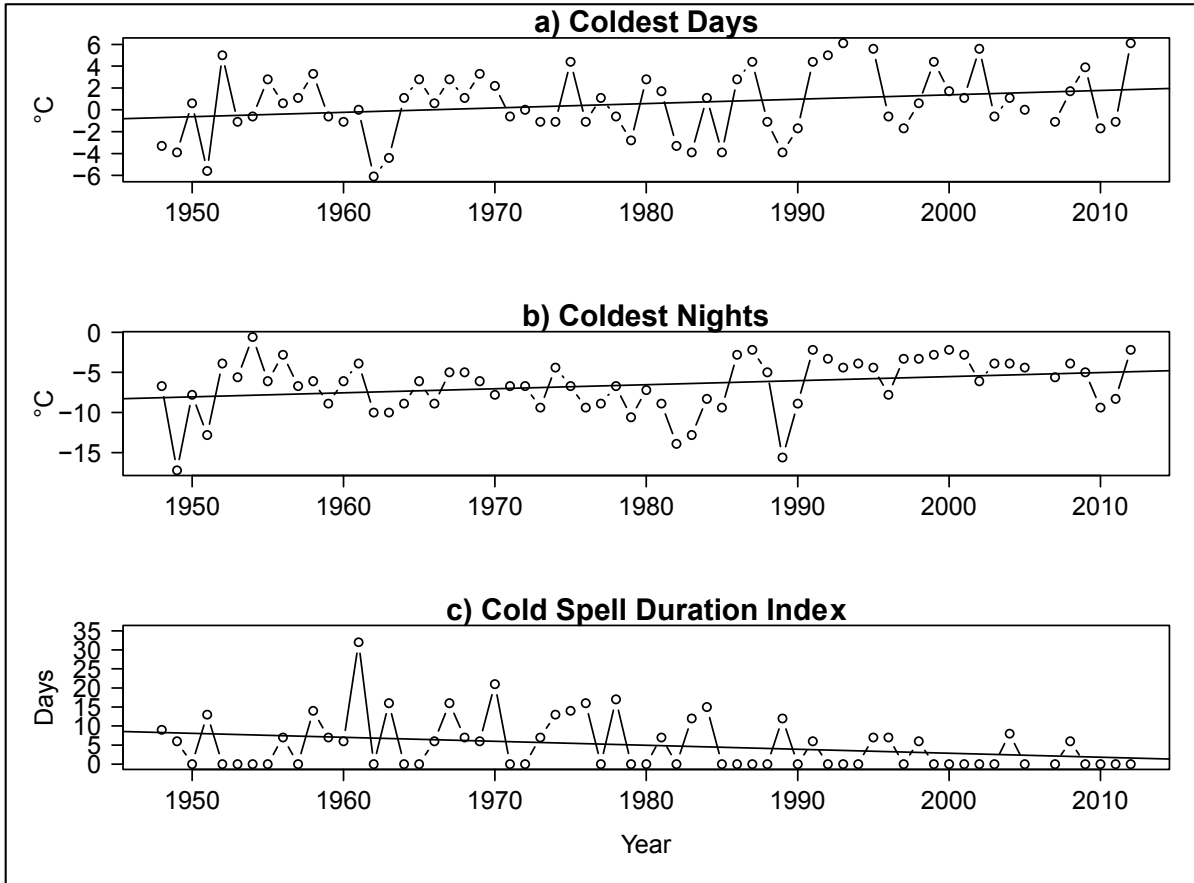 a) Coldest Days
6
4
2
0
−2
−4
−6
°C
1950 1960 1970 1980 1990 2000 2010
b) Coldest Nights
0
−5
−10
−15
°C
1950 1960 1970 1980 1990 2000 2010
c) Cold Spell Duration Index
35
30
25
20
15
10
5
0
Days
1950 1960 1970 1980 1990 2000 2010
Year